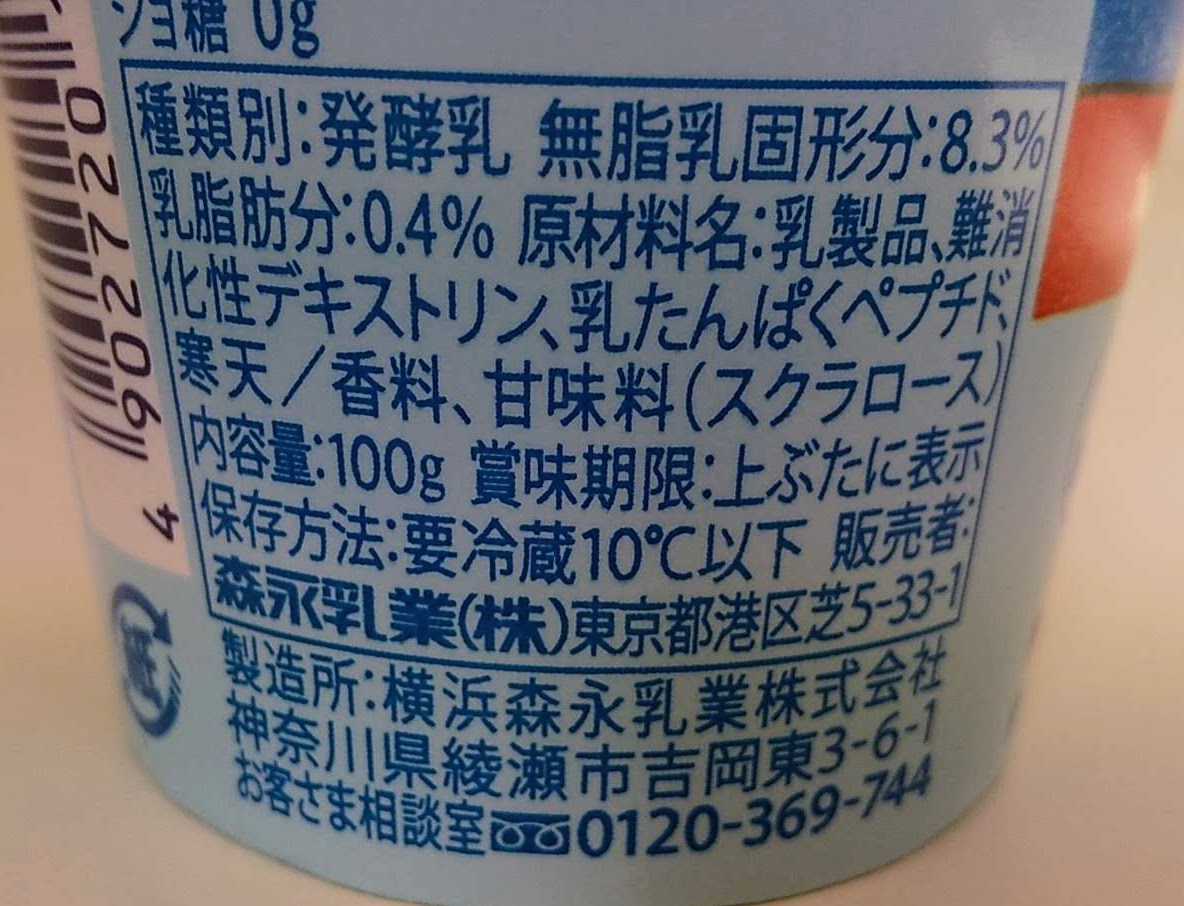 ショ糖 0g
種類別:発酵乳 無脂乳固形分:8.3%
乳脂肪分:0.4% 原材料名:乳製品、難消
化性デキストリン、乳たんぱくペプチド、
寒天/香料、甘味料(スクラロース)
内容量:100g 賞味期限:上ぶたに表示
保存方法:要冷蔵10℃以下 販売者:
森永乳業(株)東京都港区芝5-33-1
製造所:横浜森永乳業株式会社
神奈川県綾瀬市吉岡東3-6-1
お客さま相談室 0120-369-744
4 902720
紙